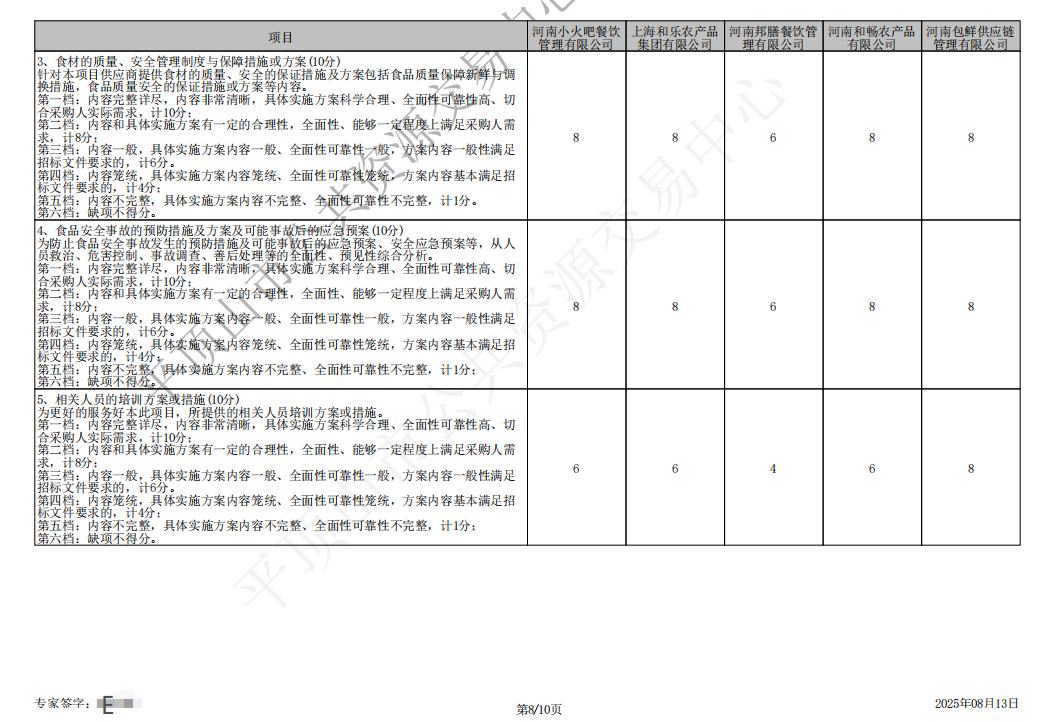 项目
河南小火吧餐饮管理有限公司
上海和乐农产品集团有限公司
河南邦膳餐饮管理有限公司
河南和畅农产品有限公司
河南包鲜供应链管理有限公司
3、食材的质量、安全管理制度与保障措施或方案(10分)
针对本项目供应商提供食材的质量、安全的保证措施及方案包括食品质量保障新鲜与调
换措施，食品质量安全的保证措施或方案等内容。
第一档：内容完整详尽，内容非常清晰，具体实施方案科学合理、全面性可靠性高、切
合采购人实际需求，计10分；
第二档：内容和具体实施方案有一定的合理性，全面性、能够一定程度上满足采购人需
求，计8分；
第三档：内容一般，具体实施方案内容一般、全面性可靠性一般，方案内容一般性满足
招标文件要求的，计6分。
第四档：内容笼统，具体实施方案内容笼统、全面性可靠性笼统，方案内容基本满足招
标文件要求的，计4分；
第五档：内容不完整，具体实施方案内容不完整、全面性可靠性不完整，计1分。
第六档：缺项不得分。
8 8 6 8 8
4、食品安全事故的预防措施及方案及可能事故后的应急预案(10分)
为防止食品安全事故发生的预防措施及可能事故后的应急预案、安全应急预案等，从人
员救治、危害控制、事故调查、善后处理等的全面性、预见性综合分析。
第一档：内容完整详尽，内容非常清晰，具体实施方案科学合理、全面性可靠性高、切
合采购人实际需求，计10分；
第二档：内容和具体实施方案有一定的合理性，全面性、能够一定程度上满足采购人需
求，计8分；
第三档：内容一般，具体实施方案内容一般、全面性可靠性一般，方案内容一般性满足
招标文件要求的，计6分。
第四档：内容笼统，具体实施方案内容笼统、全面性可靠性笼统，方案内容基本满足招
标文件要求的，计4分；
第五档：内容不完整，具体实施方案内容不完整、全面性可靠性不完整，计1分；
第六档：缺项不得分。
8 8 6 8 8
5、相关人员的培训方案或措施(10分)
为更好的服务好本此项目，所提供的相关人员培训方案或措施。
第一档：内容完整详尽，内容非常清晰，具体实施方案科学合理、全面性可靠性高、切
合采购人实际需求，计10分；
第二档：内容和具体实施方案有一定的合理性，全面性、能够一定程度上满足采购人需
求，计8分；
第三档：内容一般，具体实施方案内容一般、全面性可靠性一般，方案内容一般性满足
招标文件要求的，计6分。
第四档：内容笼统，具体实施方案内容笼统、全面性可靠性笼统，方案内容基本满足招
标文件要求的，计4分；
第五档：内容不完整，具体实施方案内容不完整、全面性可靠性不完整，计1分；
第六档：缺项不得分。
6 6 4 6 8
平顶山市公共资源交易中心
平顶山市公共资源交易中心
专家签字：E
第8/10页
2025年08月13日